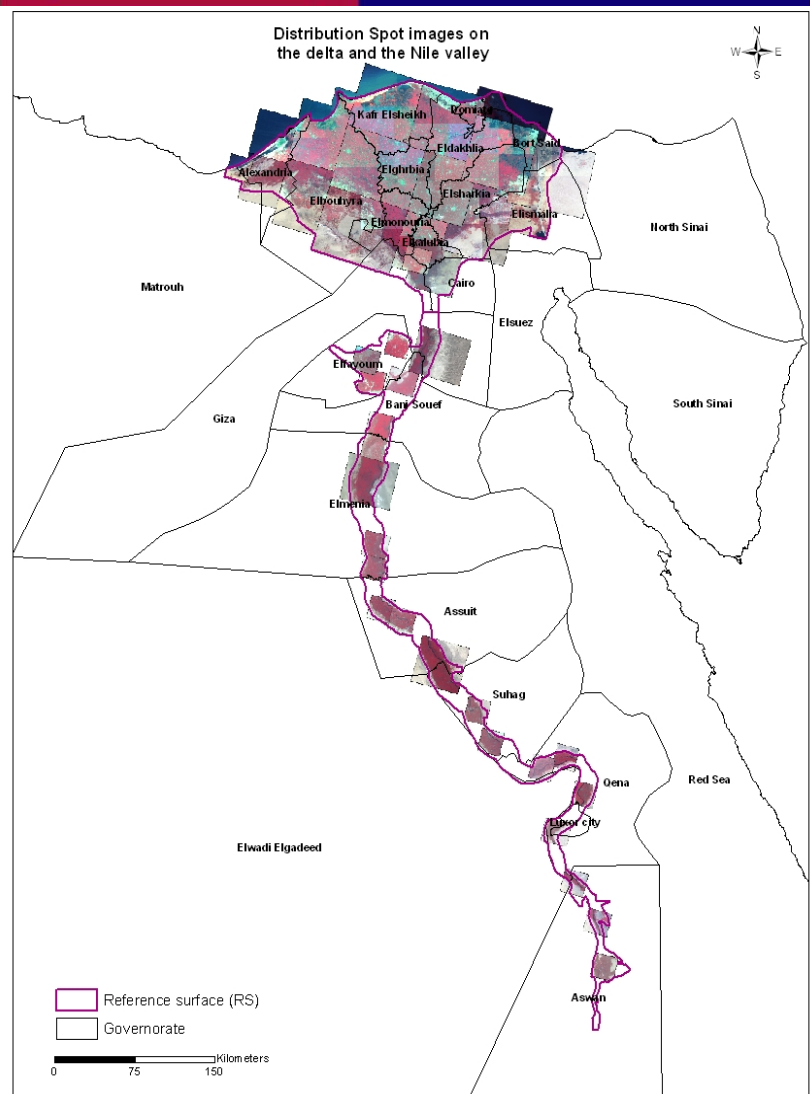 Distribution Spot images on
the delta and the Nile valley
N
W E
S
Kafr Elsheikh
Domiatt
Bort Said
Eldakhlia
Alexandria
Elghrbia
Elbouhyra
Elsharkia
Elmonoufia
Elismalia
Elkalubia
North Sinai
Matrouh
Cairo
Elsuez
Elfayoum
Bani Souef
South Sinai
Giza
Elmenia
Assuit
Suhag
Qena
Red Sea
Luxor city
Elwadi Elgadeed
Aswan
Reference surface (RS)
Governorate
Kilometers
0 75 150